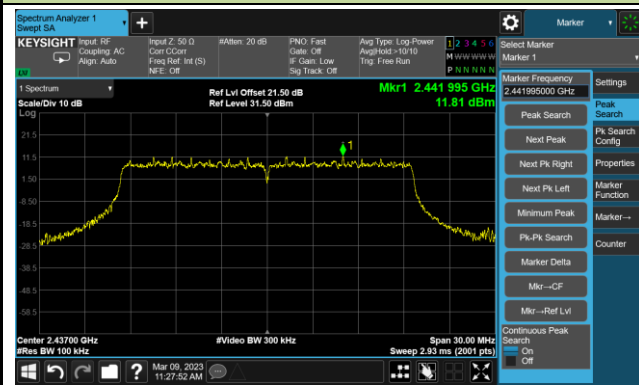 Spectrum Analyzer 1
Swept SA
Marker
KEYSIGHT
Input: RF
Coupling: AC
Align: Auto
Input Z: 50 Ω
Corr CCorr
Freq Ref: Int (S)
NFE: Off
#Atten: 20 dB
PNO: Fast
Gate: Off
IF Gain: Low
Sig Track: Off
Avg Type: Log-Power
Avg|Hold:>10/10
Trig: Free Run
1 2 3 4 5 6
M W W W W W
P N N N N N
LXI
Select Marker
Marker 1
1 Spectrum
Scale/Div 10 dB
Log
Ref Lvl Offset 21.50 dB
Ref Level 31.50 dBm
Mkr1 2.441 995 GHz
11.81 dBm
21.5
11.5
1.50
-8.50
-18.5
-28.5
-38.5
-48.5
-58.5
1
Center 2.43700 GHz
#Res BW 100 kHz
#Video BW 300 kHz
Span 30.00 MHz
Sweep 2.93 ms (2001 pts)
Marker Frequency
2.441995000 GHz
Peak Search
Next Peak
Next Pk Right
Next Pk Left
Minimum Peak
Pk-Pk Search
Marker Delta
Mkr→CF
Mkr→Ref Lvl
Continuous Peak
Search
On
Off
Settings
Peak
Search
Pk Search
Config
Properties
Marker
Function
Marker→
Counter
Mar 09, 2023
11:27:52 AM